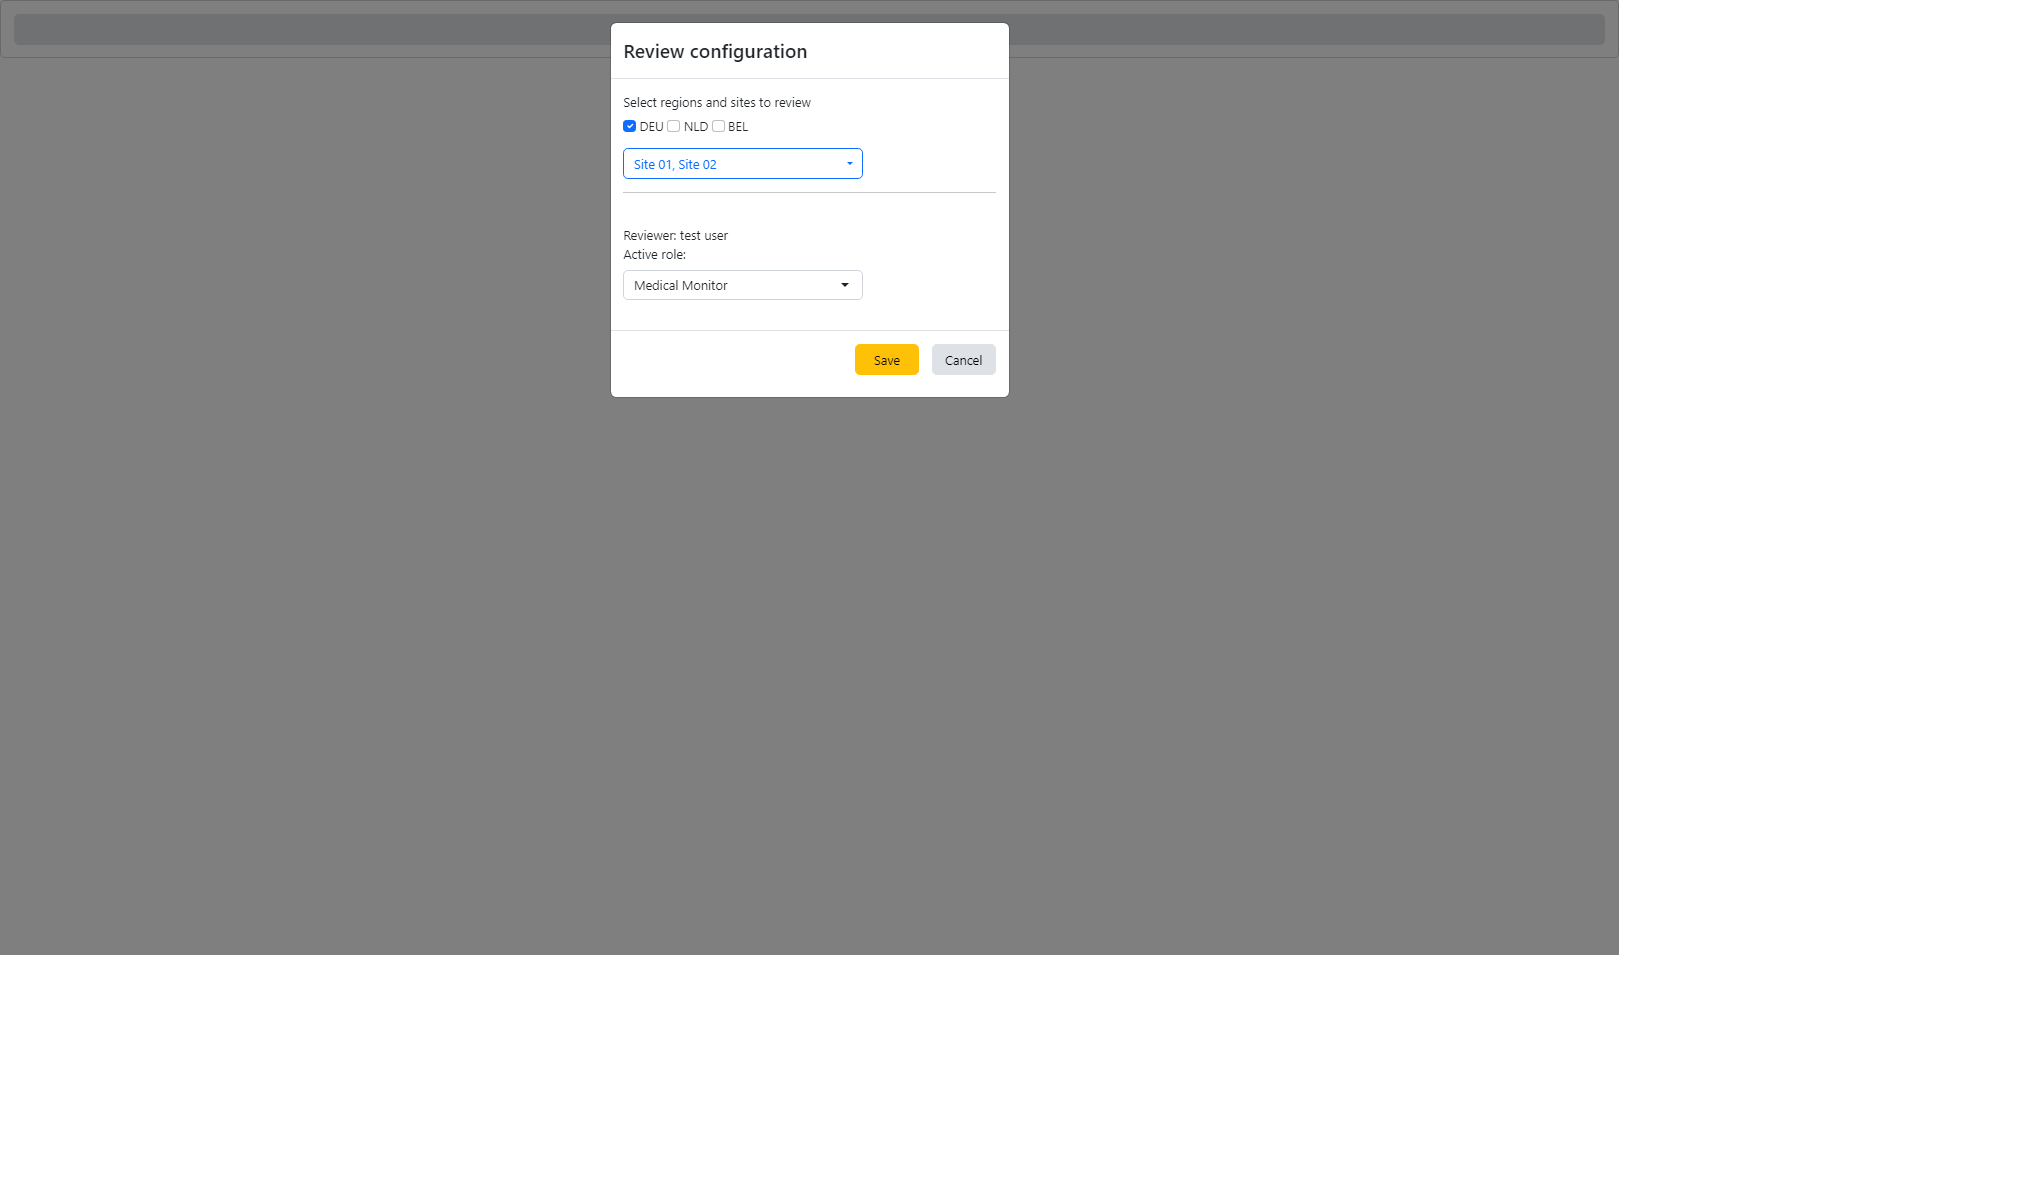 Review configuration
Select regions and sites to review
DEU NLD BEL
Site 01, Site 02
Reviewer: test user
Active role:
Medical Monitor
Save Cancel